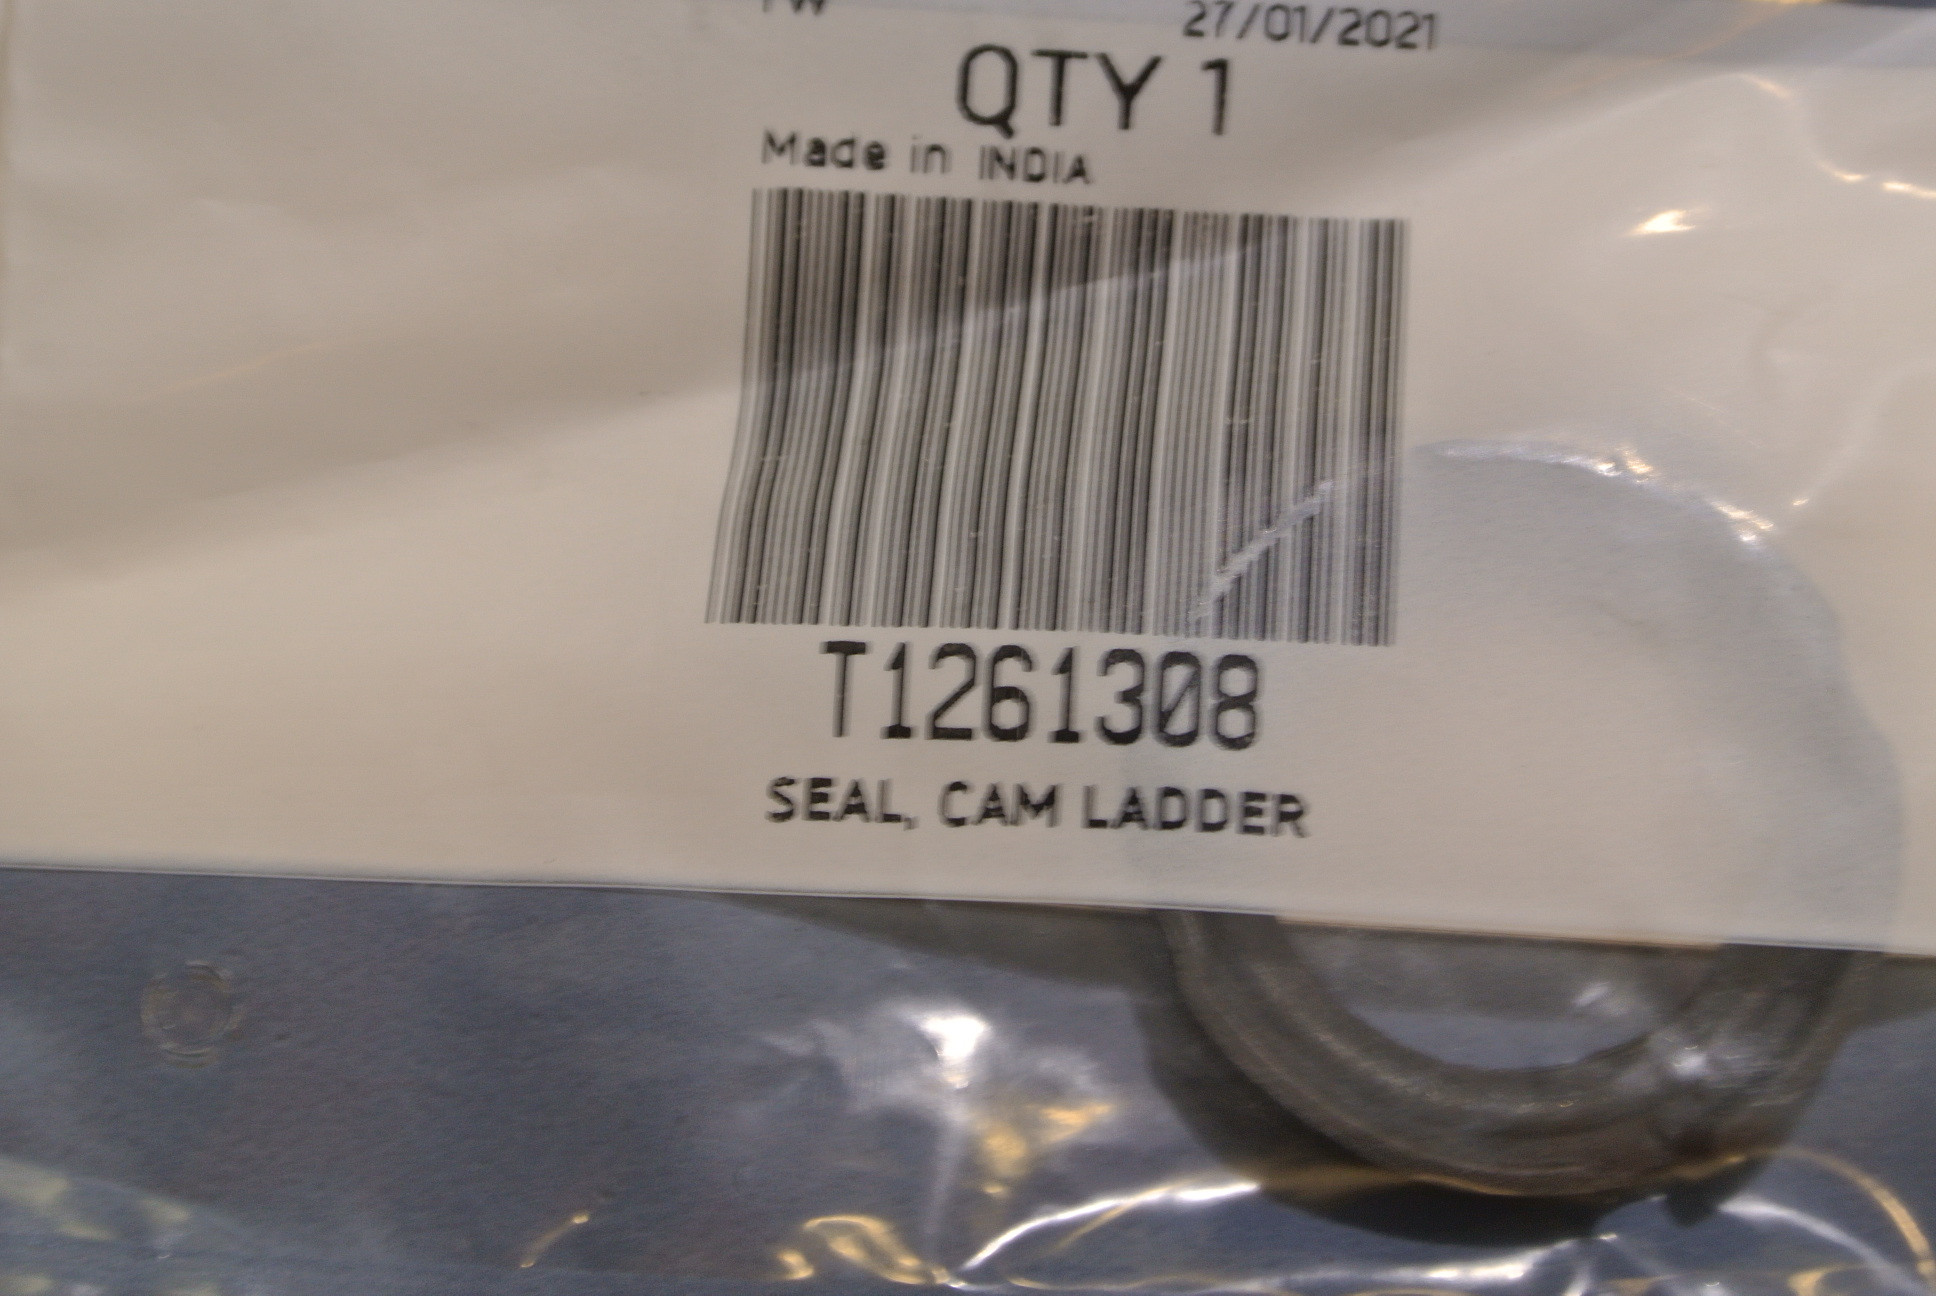 27/01/2021
QTY 1
Made in INDIA
T1261308
SEAL, CAM LADDER